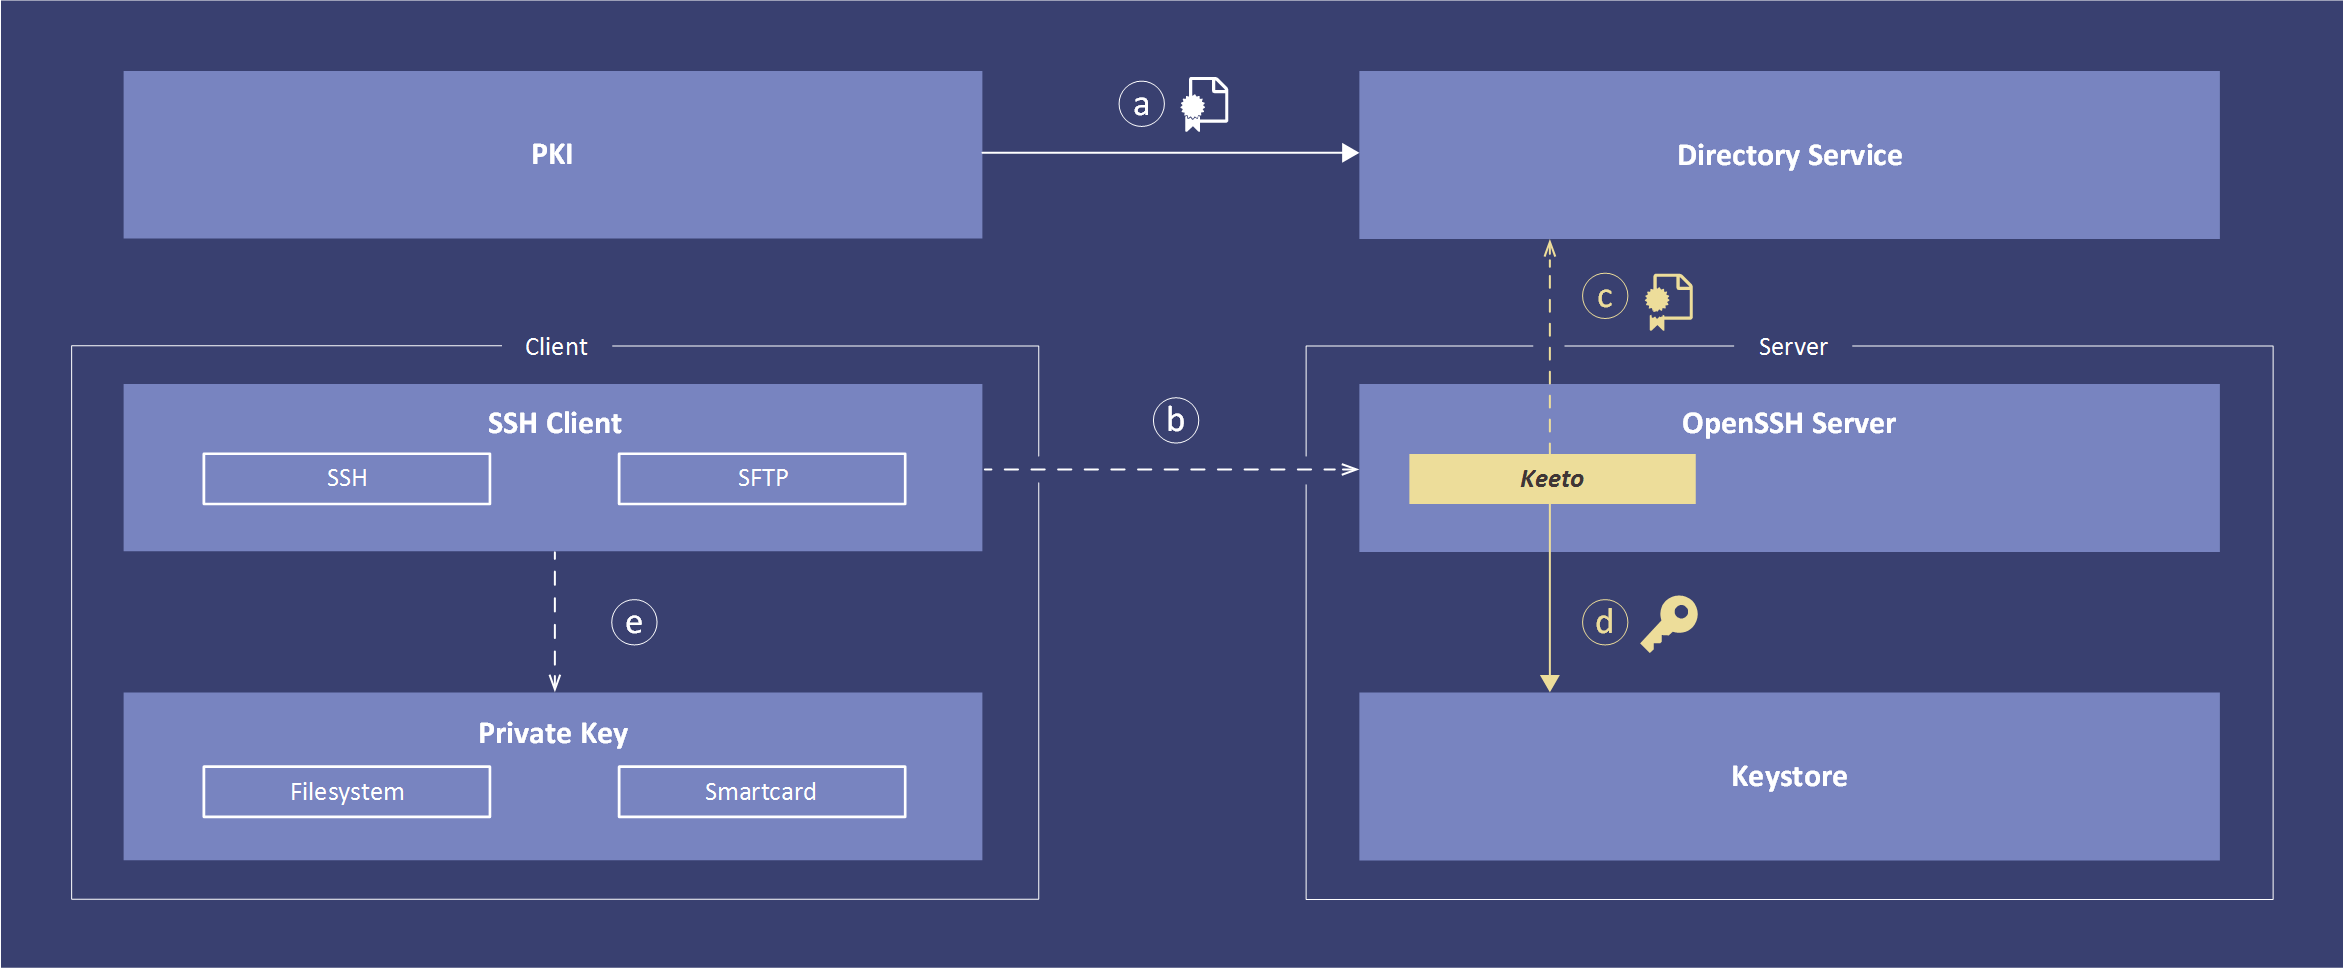 PKI
a
Directory Service
c
Client
SSH Client
SSH
SFTP
b
Server
OpenSSH Server
Keeto
e
d
Private Key
Filesystem
Smartcard
Keystore